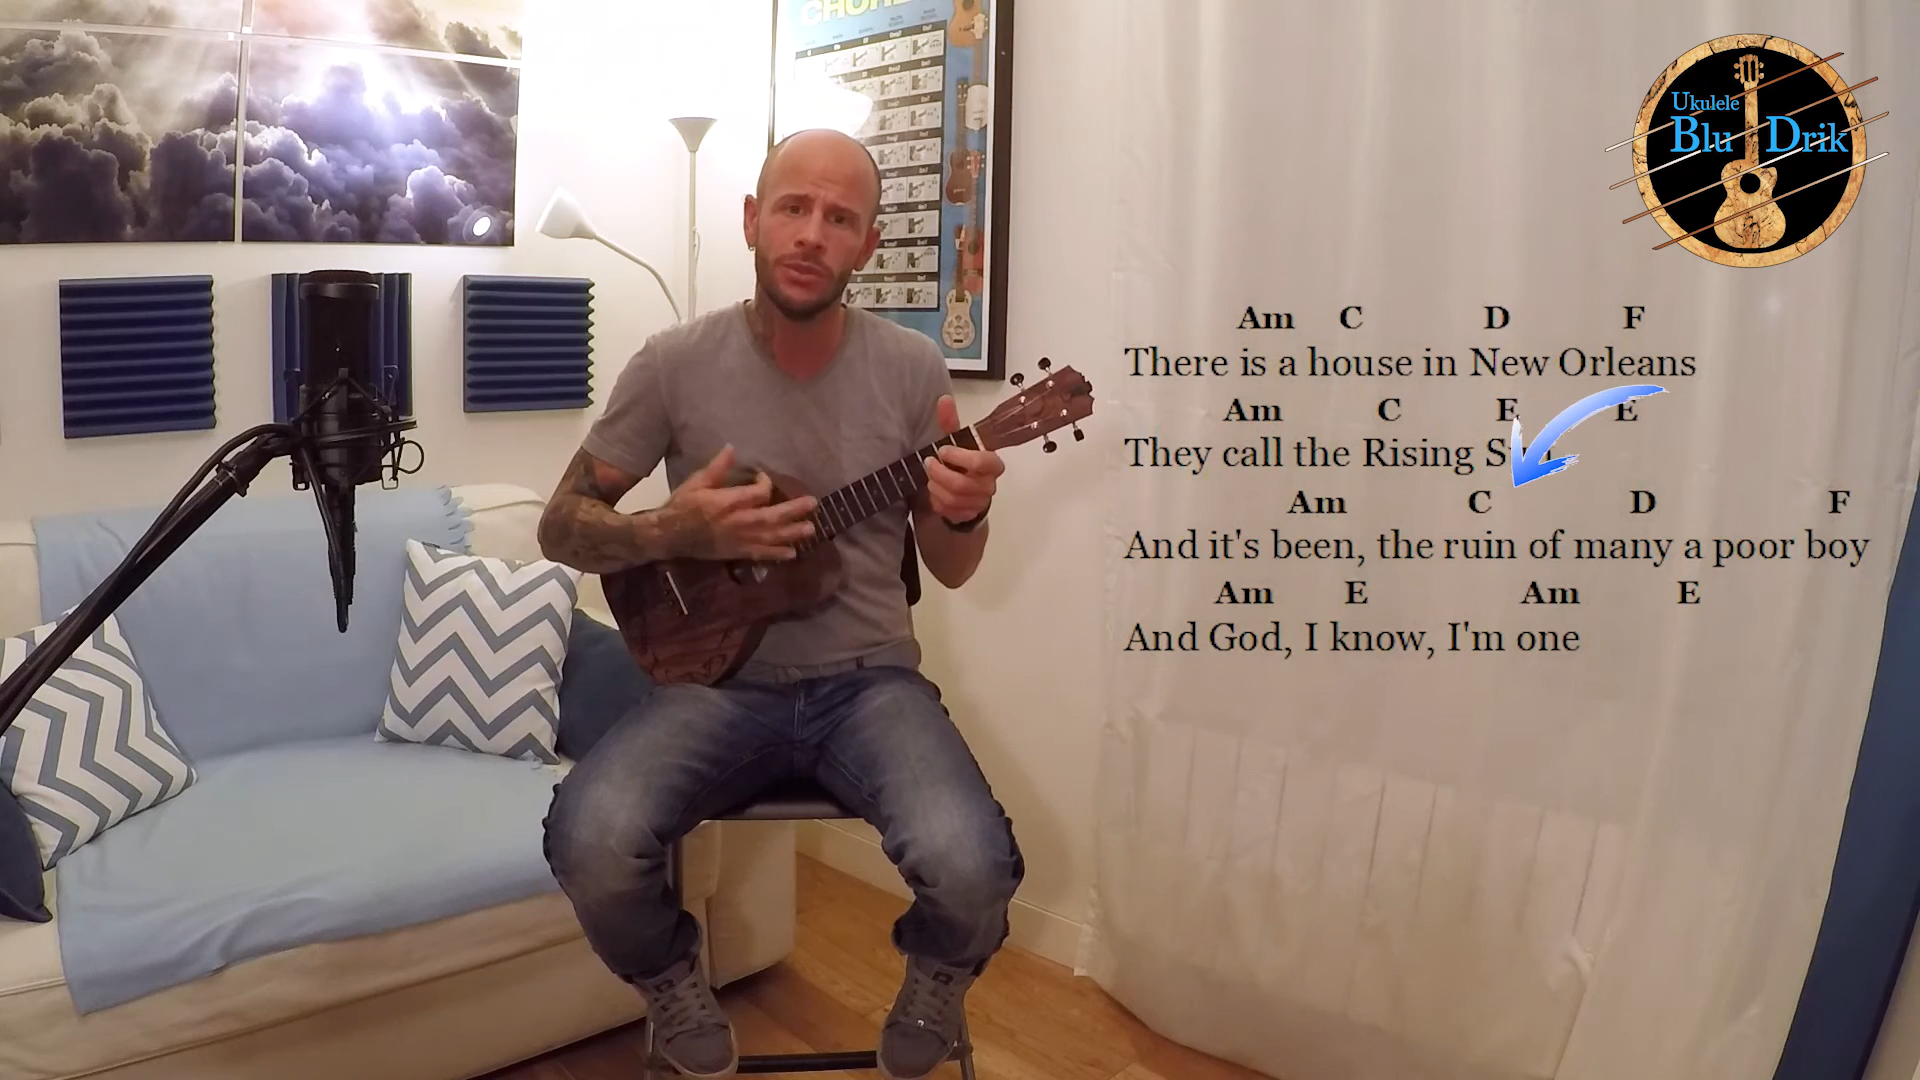 CHORD
Ukulele
Blu Drik
Am C D F
There is a house in New Orleans
Am C E E
They call the Rising
Am C D F
And it's been, the ruin of many a poor boy
Am E Am E
And God, I know, I'm one